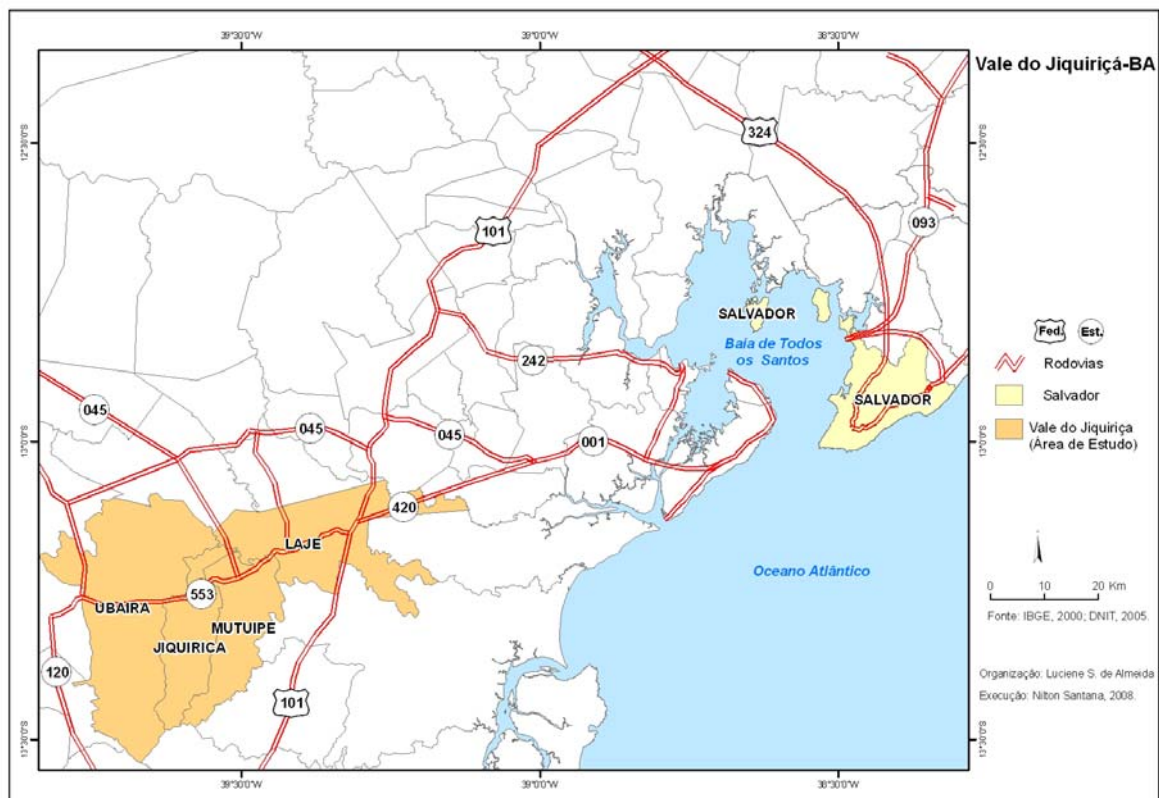 Vale do Jiquiriçá-BA
39°30'0"W
39°0'0"W
38°30'0"W
12°30'0"S
12°30'0"S
324
101
093
SALVADOR
Baía de Todos
os Santos
242
SALVADOR
045
045
045
001
13°0'0"S
13°0'0"S
420
LAJE
553
UBAIRA
MUTUIPE
JIQUIRICA
120
101
Oceano Atlântico
13°30'0"S
13°30'0"S
39°30'0"W
39°0'0"W
38°30'0"W
Fed.
Est.
Rodovias
Salvador
Vale do Jiquiriça
(Área de Estudo)
0 10 20 Km
Fonte: IBGE, 2000; DNIT, 2005.
Organização: Luciene S. de Almeida
Execução: Nilton Santana, 2008.